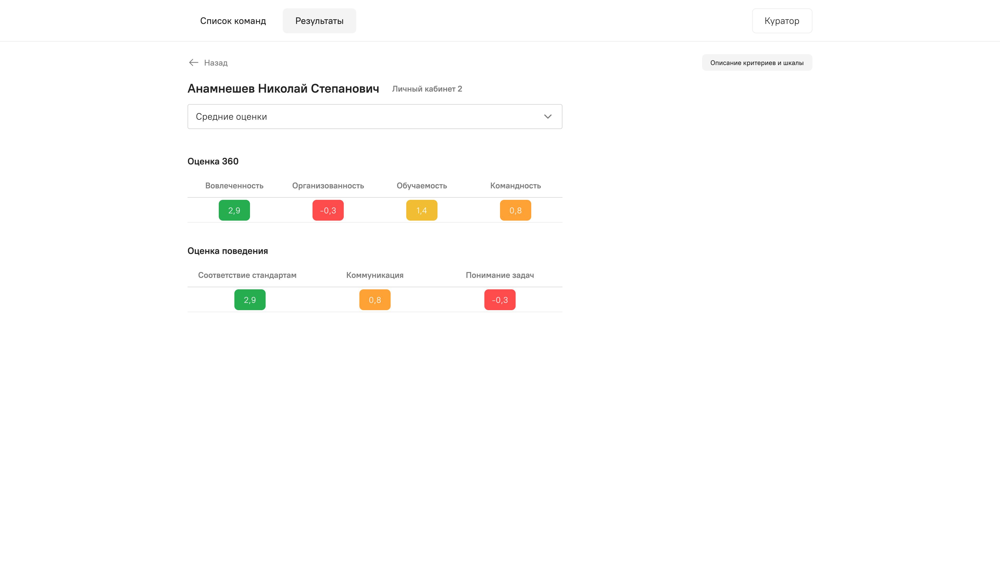 Список команд Результаты Куратор
Назад Описание критериев и шкалы
Анамнешев Николай Степанович Личный кабинет 2
Средние оценки
Оценка 360
Вовлеченность Организованность Обучаемость Командность
2,9 -0,3 1,4 0,8
Оценка поведения
Соответствие стандартам Коммуникация Понимание задач
2,9 0,8 -0,3